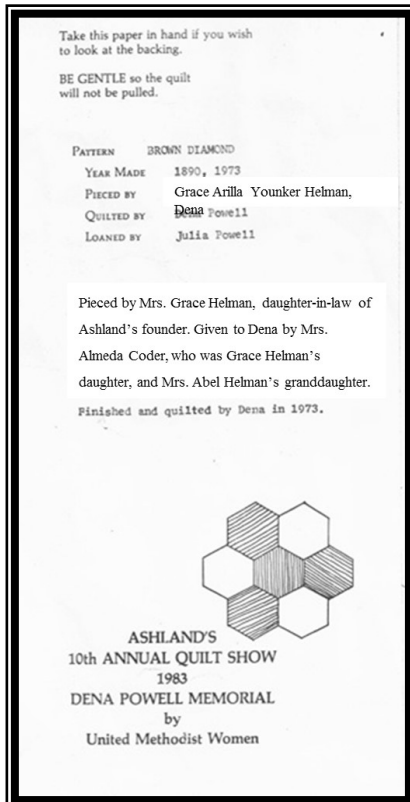 Take this paper in hand if you wish
to look at the backing.
BE GENTLE so the quilt
will not be pulled.
PATTERN BROWN DIAMOND
YEAR MADE 1890, 1973
PIECED BY Grace Arilla Younker Helman,
QUILTED BY Dena Powell
LOANED BY Julia Powell
Pieced by Mrs. Grace Helman, daughter-in-law of
Ashland's founder. Given to Dena by Mrs.
Almeda Coder, who was Grace Helman's
daughter, and Mrs. Abel Helman's granddaughter.
Finished and quilted by Dena in 1973.
ASHLAND'S
10th ANNUAL QUILT SHOW
1983
DENA POWELL MEMORIAL
by
United Methodist Women